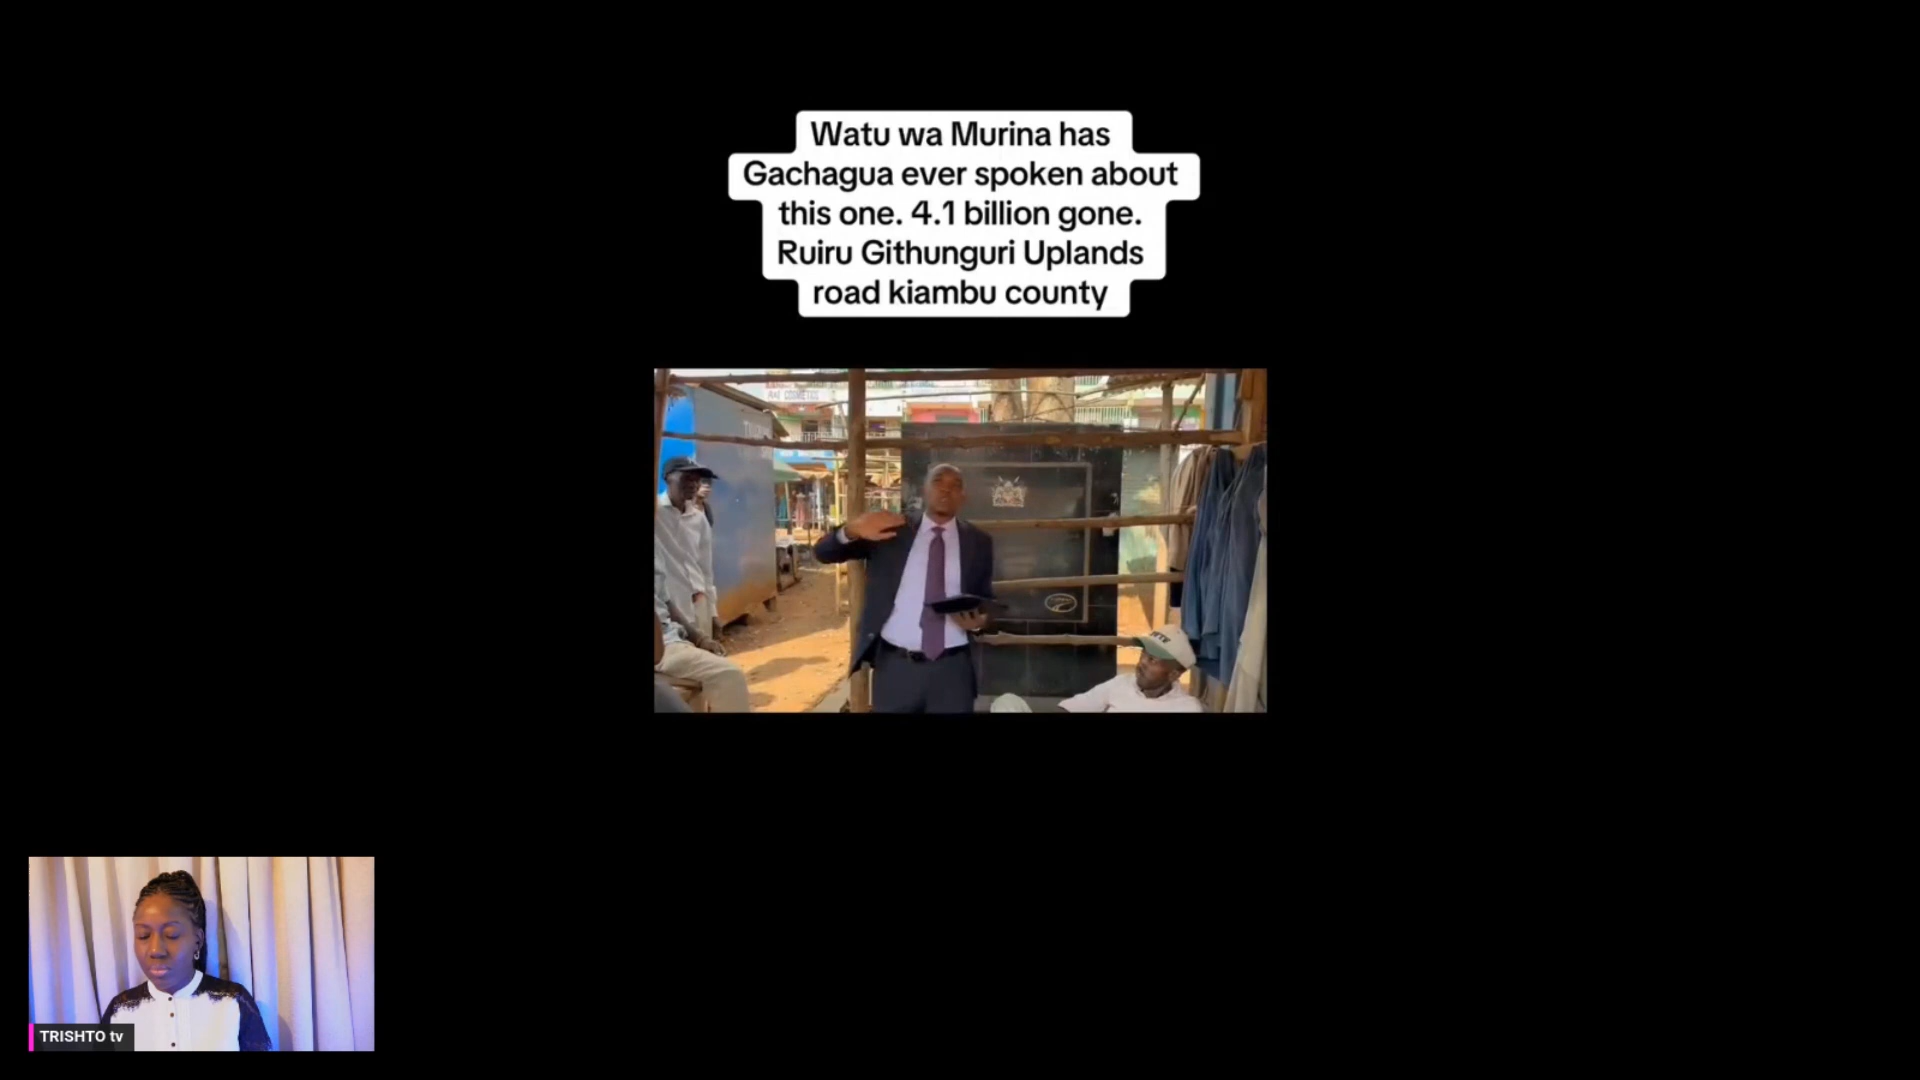 Watu wa Murina has
Gachagua ever spoken about
this one. 4.1 billion gone.
Ruiru Githunguri Uplands
road kiambu county
COSMETICS
TRISHTO tv